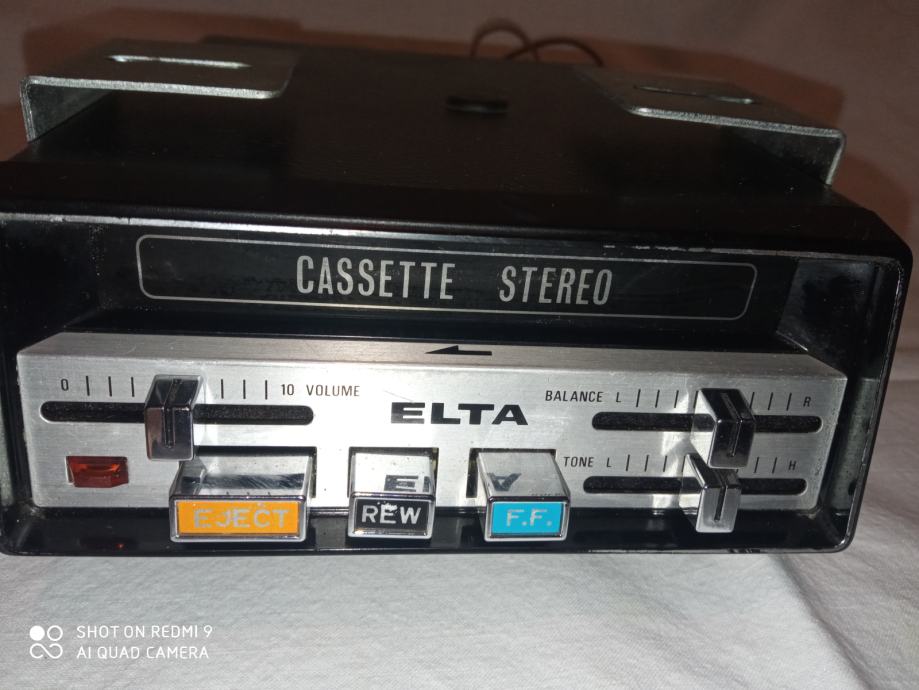 CASSETTE STEREO
0 10 VOLUME
BALANCE L R
ELTA
TONE L H
EJECT
REW
F.F.
SHOT ON REDMI 9
AI QUAD CAMERA